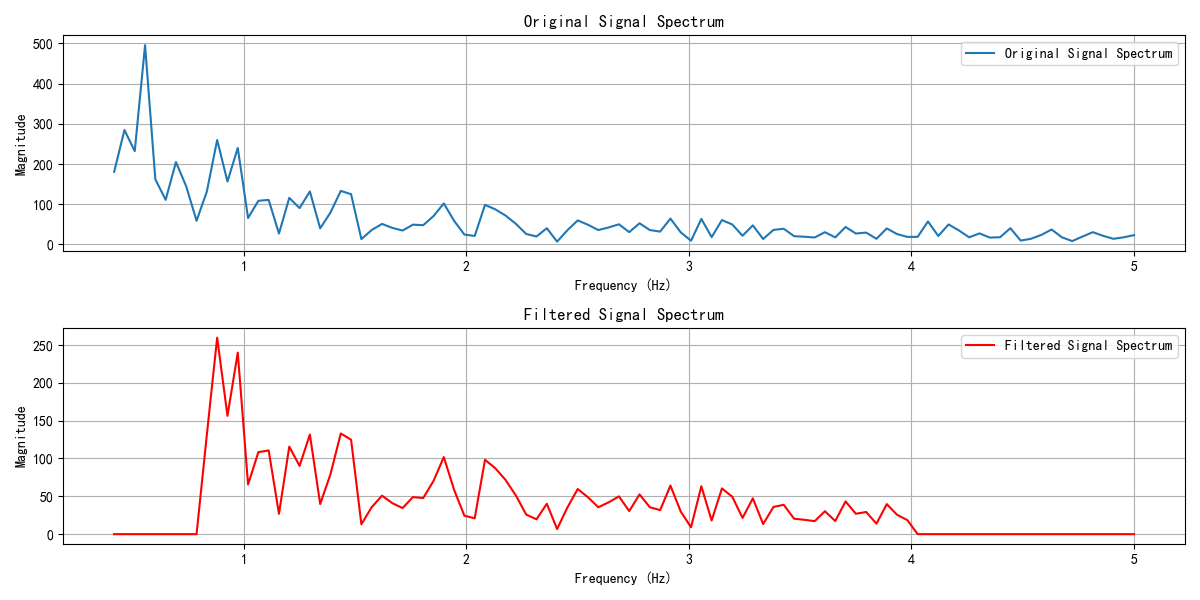 Original Signal Spectrum
500
400
300
200
100
0
Magnitude
Original Signal Spectrum
1
2
3
4
5
Frequency (Hz)
Filtered Signal Spectrum
250
200
150
100
50
0
Magnitude
Filtered Signal Spectrum
1
2
3
4
5
Frequency (Hz)